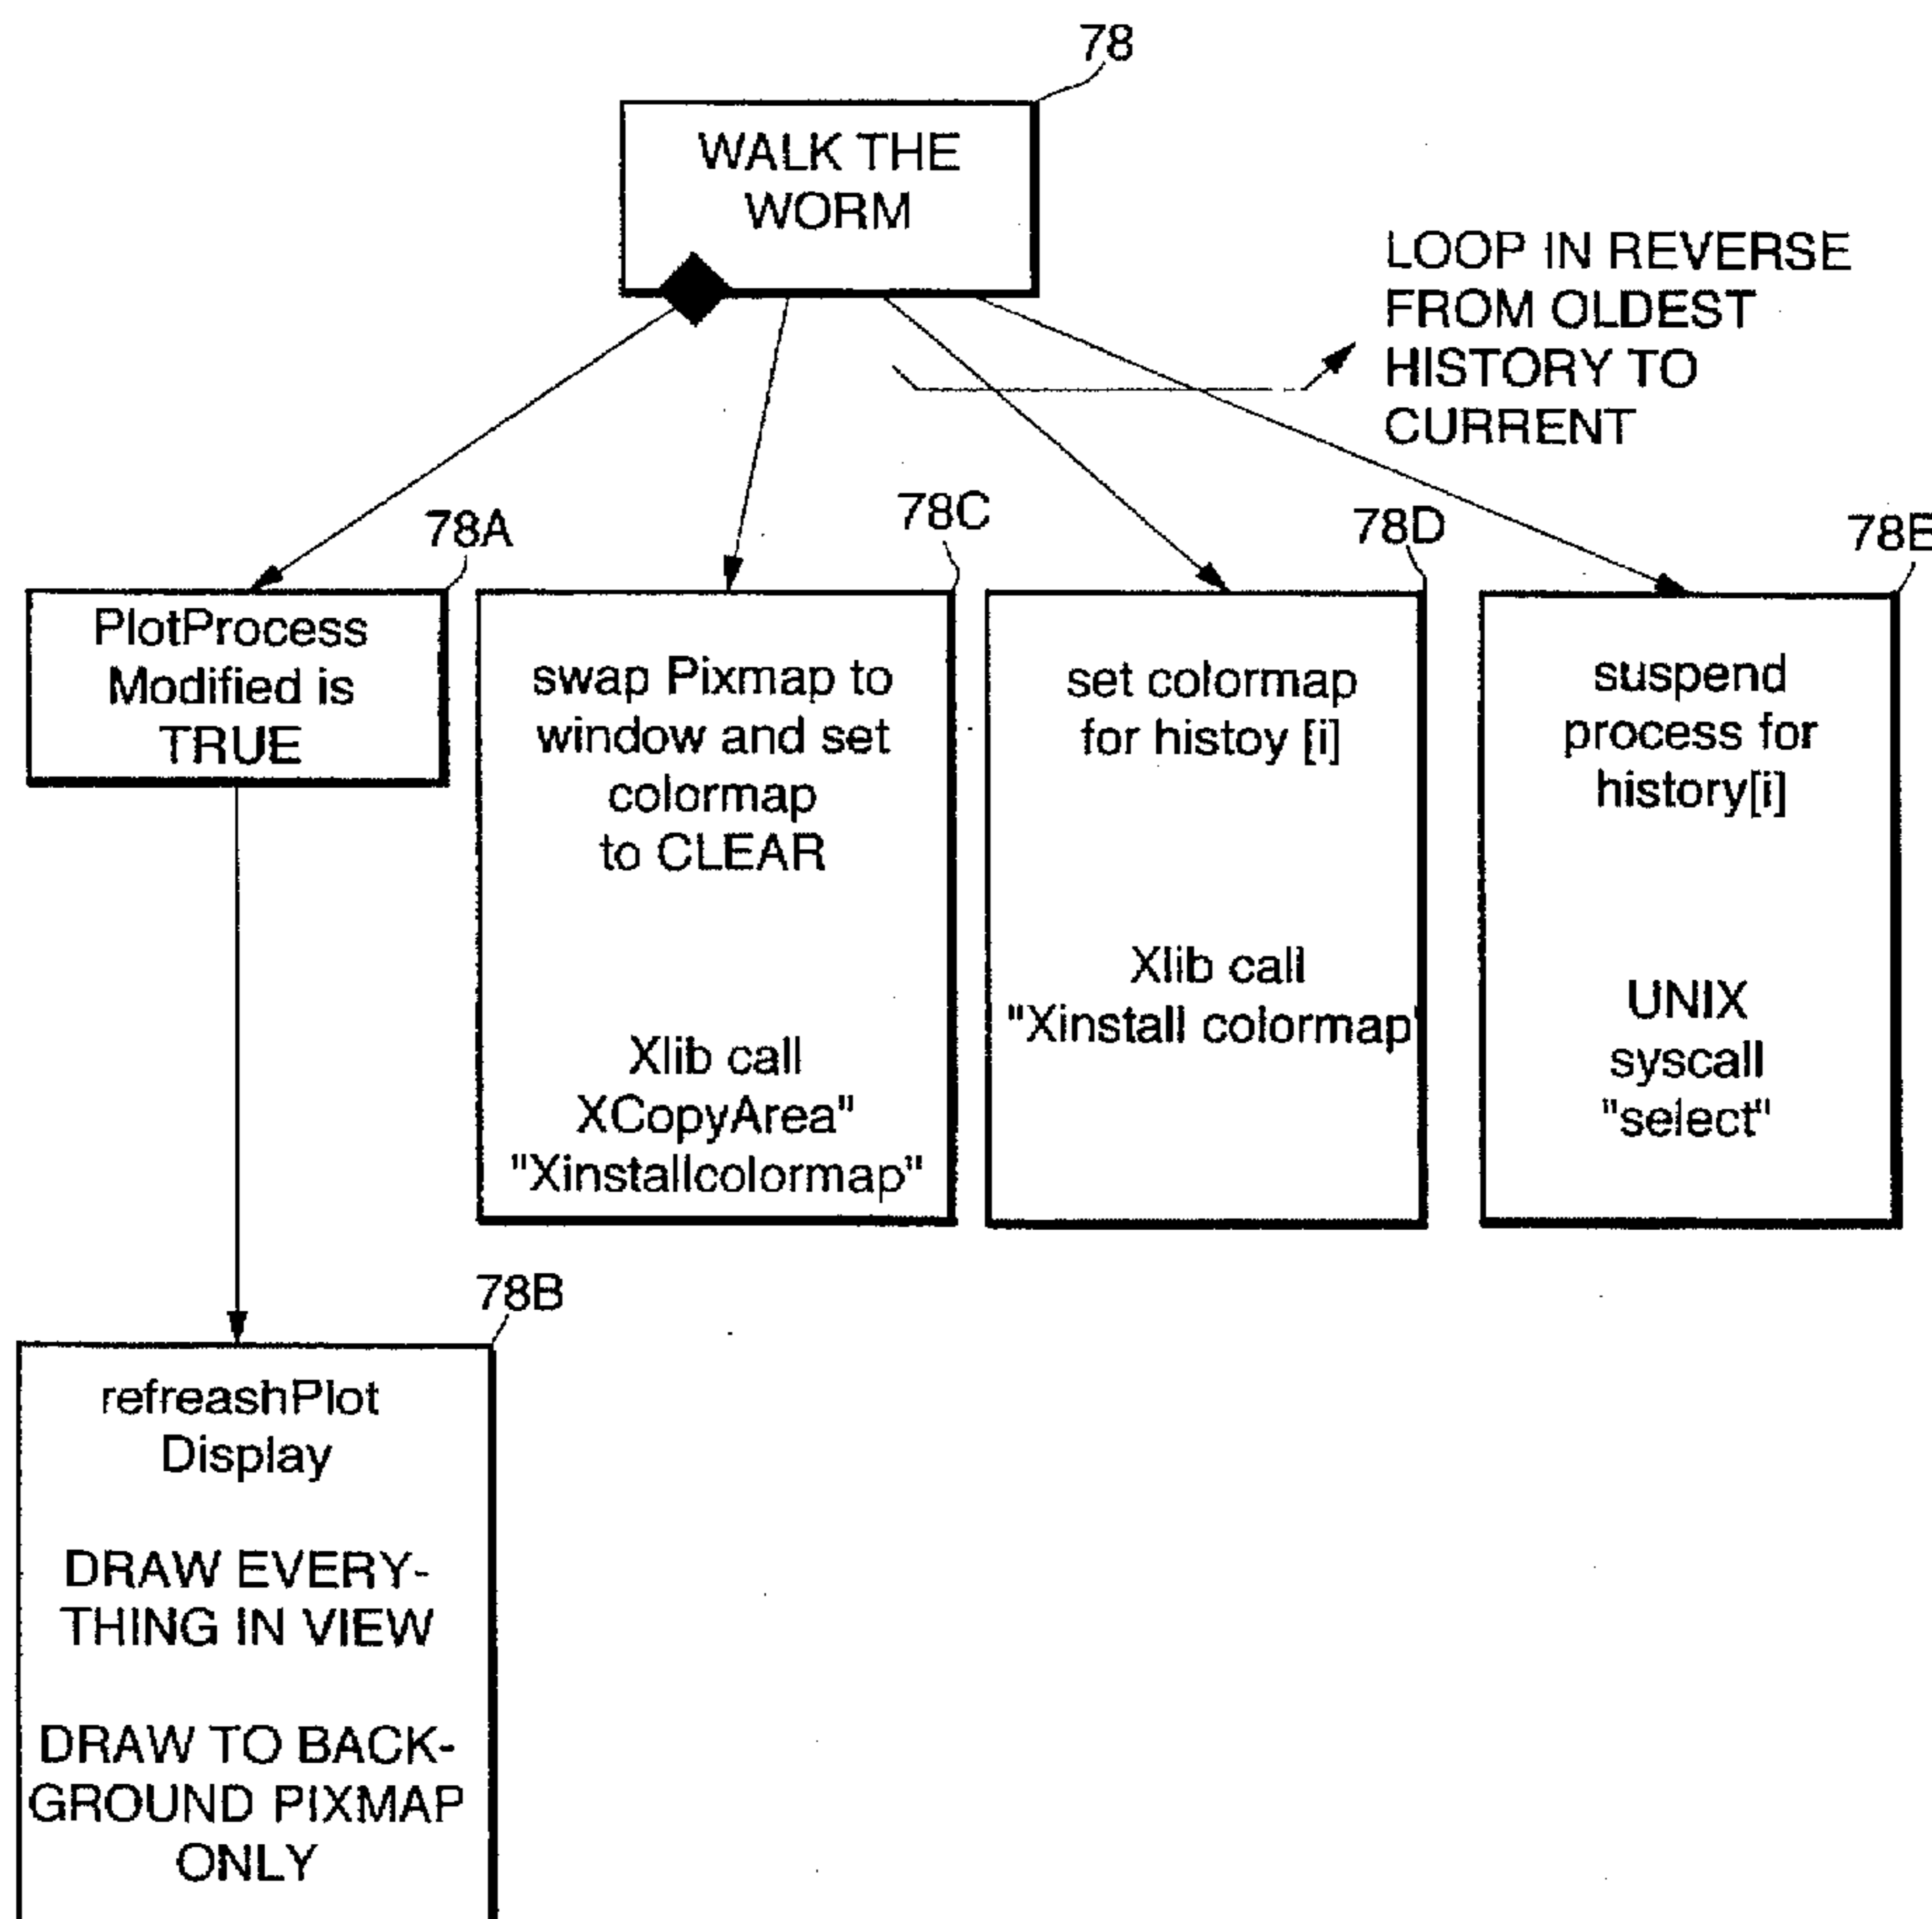 78
WALK THE
WORM
LOOP IN REVERSE
FROM OLDEST
HISTORY TO
CURRENT
78A
PlotProcess
Modified is
TRUE
78C
swap Pixmap to
window and set
colormap
to CLEAR
Xlib call
XCopyArea"
"Xinstallcolormap"
78D
set colormap
for histoy [i]
Xlib call
"Xinstall colormap"
78E
suspend
process for
history[i]
UNIX
syscall
"select"
78B
refreashPlot
Display
DRAW EVERY-
THING IN VIEW
DRAW TO BACK-
GROUND PIXMAP
ONLY